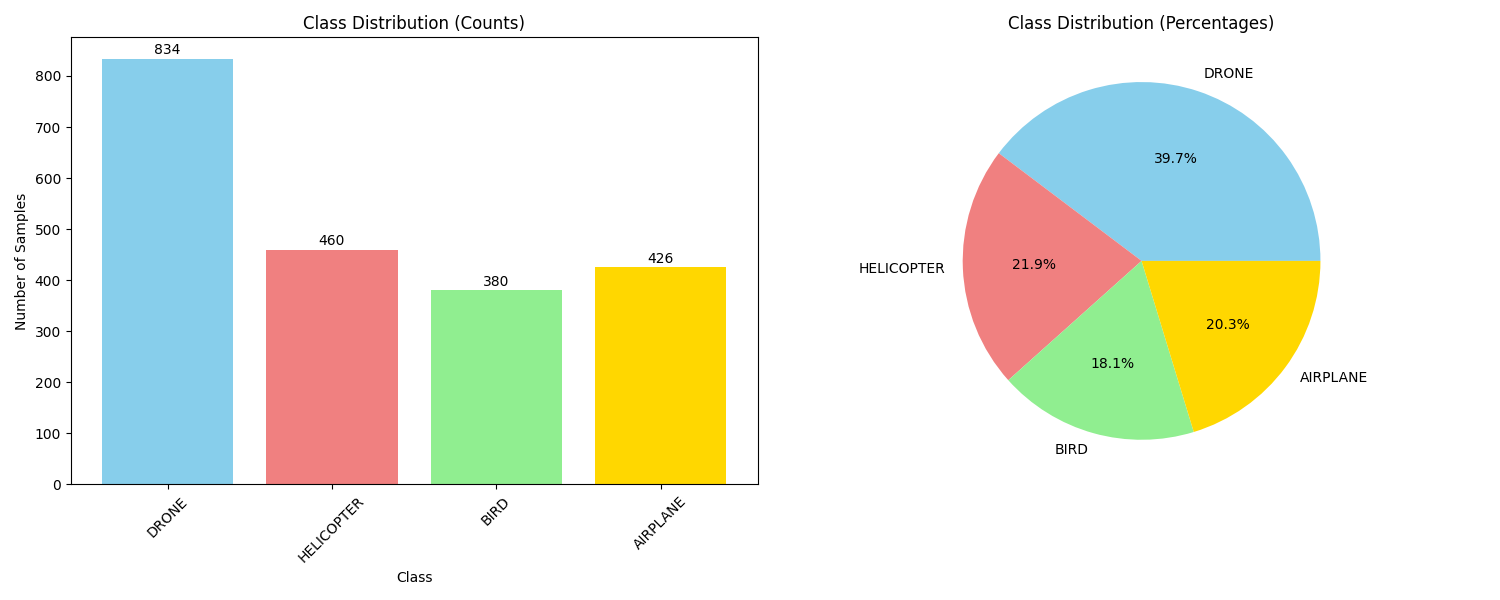 Class Distribution (Counts)
834
460
380
426
800
700
600
500
400
300
200
100
0
Number of Samples
DRONE
HELICOPTER
BIRD
AIRPLANE
Class
Class Distribution (Percentages)
DRONE
39.7%
HELICOPTER
21.9%
BIRD
18.1%
AIRPLANE
20.3%